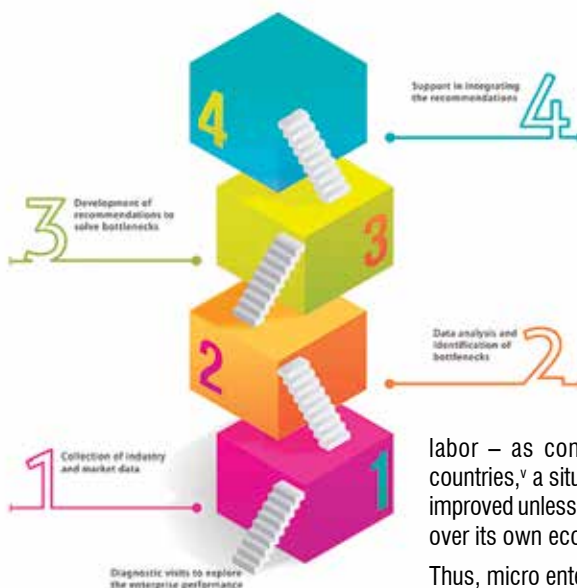 4
Support in integrating
the recommendations
4
3
Development of
recommendations to
solve bottlenecks
3
2
Data analysis and
identification of
bottlenecks
2
1
Collection of industry
and market data
1
Diagnostic visits to explore
the enterprise performance
labor – as con
countries,ᵛ a situ
improved unless
over its own eco
Thus, micro ente